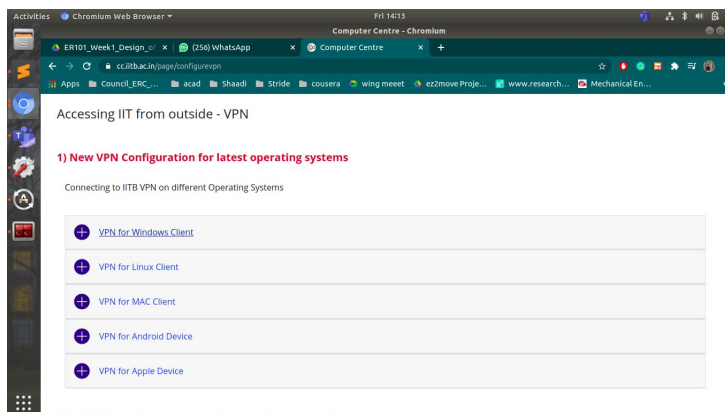 Activities Chromium Web Browser Fri 14:13
Computer Centre - Chromium
ER101_Week1_Design_of (256) WhatsApp Computer Centre
cc.iitb.ac.in/page/configurevpn
Apps Council_ERC_... acad Shaadi Stride cousera wing meeet ez2move Proje... www.research... Mechanical En...
Accessing IIT from outside - VPN
1) New VPN Configuration for latest operating systems
Connecting to IITB VPN on different Operating Systems
VPN for Windows Client
VPN for Linux Client
VPN for MAC Client
VPN for Android Device
VPN for Apple Device